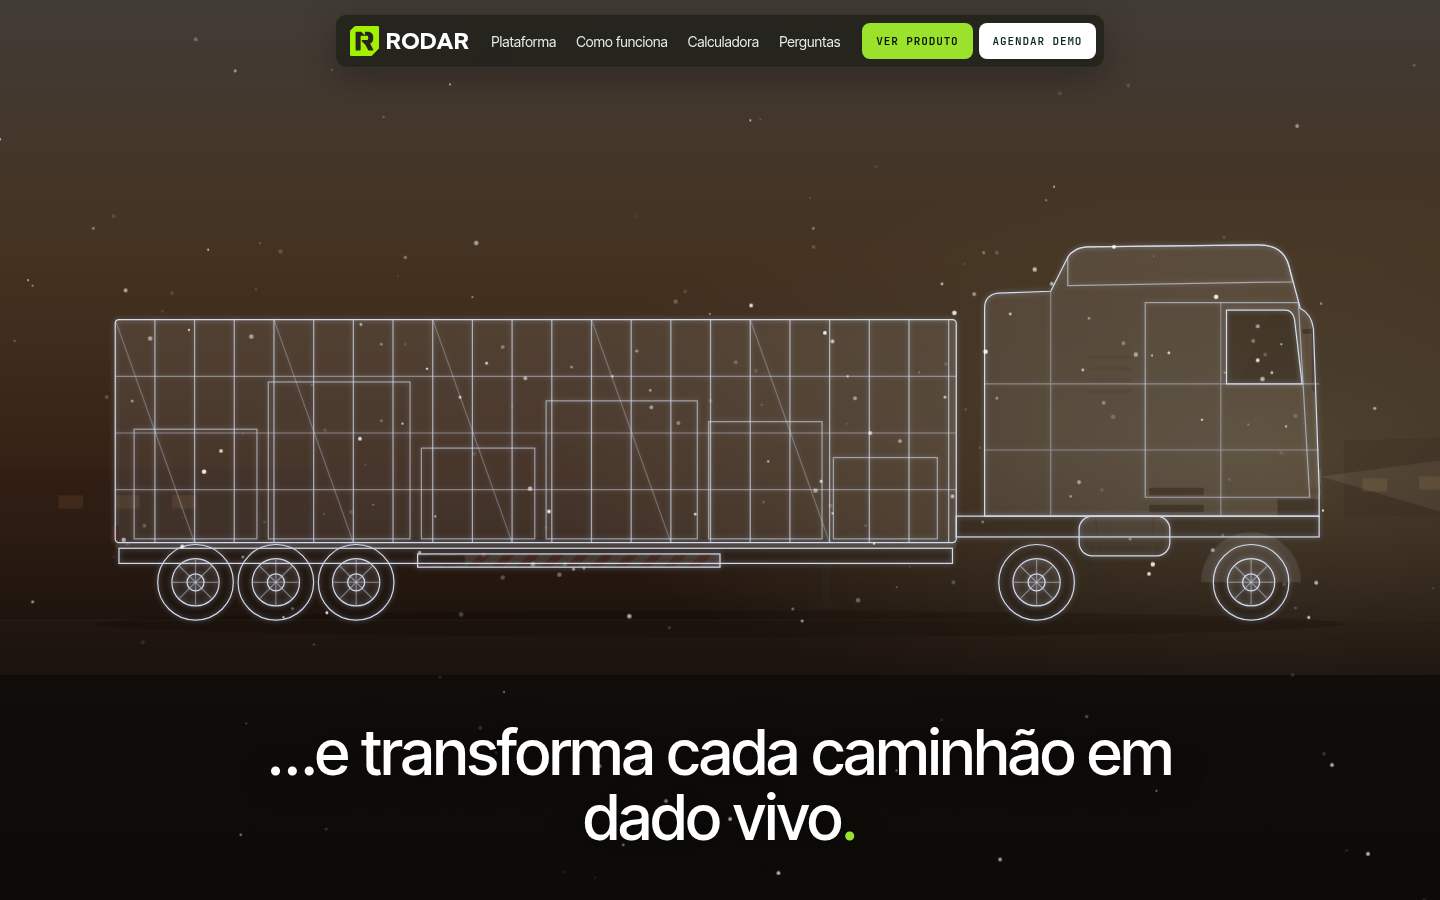 RODAR
Plataforma
Como funciona
Calculadora
Perguntas
VER PRODUTO
AGENDAR DEMO
…e transforma cada caminhão em
dado vivo.